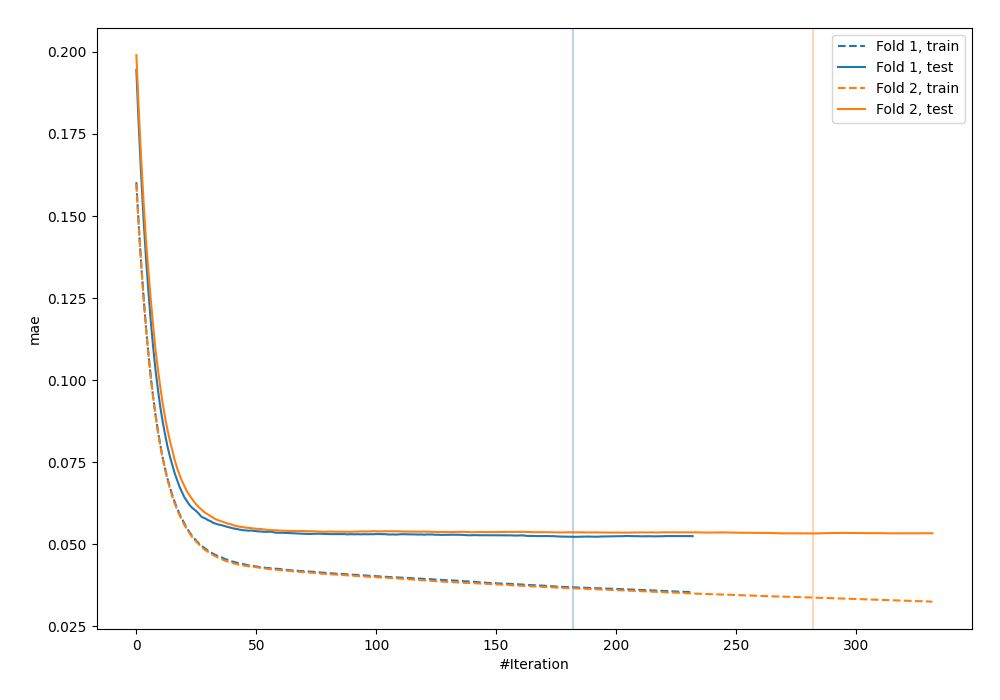 0.200
0.175
0.150
0.125
0.100
0.075
0.050
0.025
mae
0 50 100 150 200 250 300
#Iteration
Fold 1, train
Fold 1, test
Fold 2, train
Fold 2, test